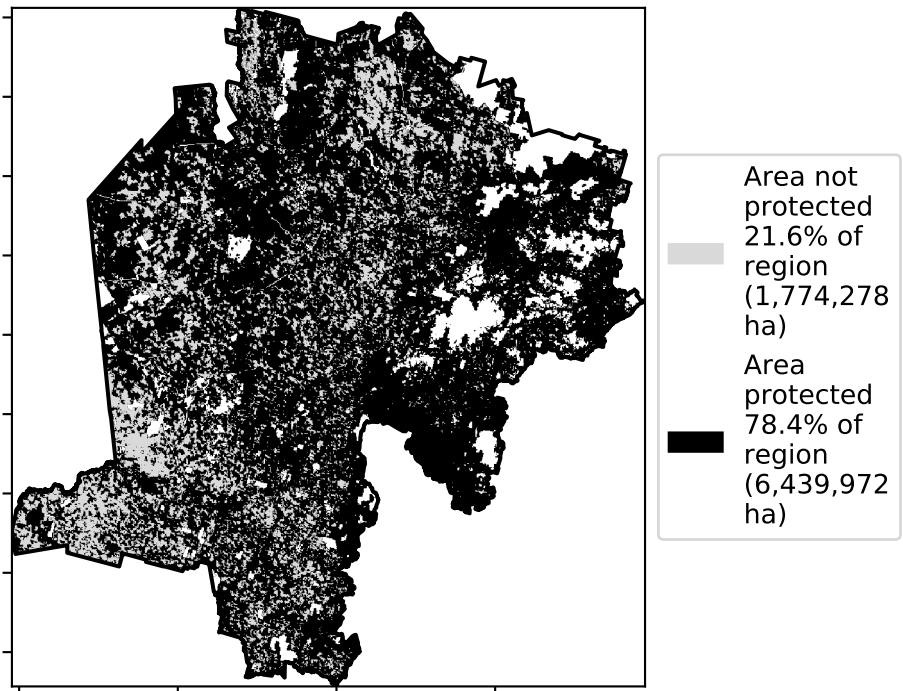 Area not
protected
21.6% of
region
(1,774,278
ha)
Area
protected
78.4% of
region
(6,439,972
ha)